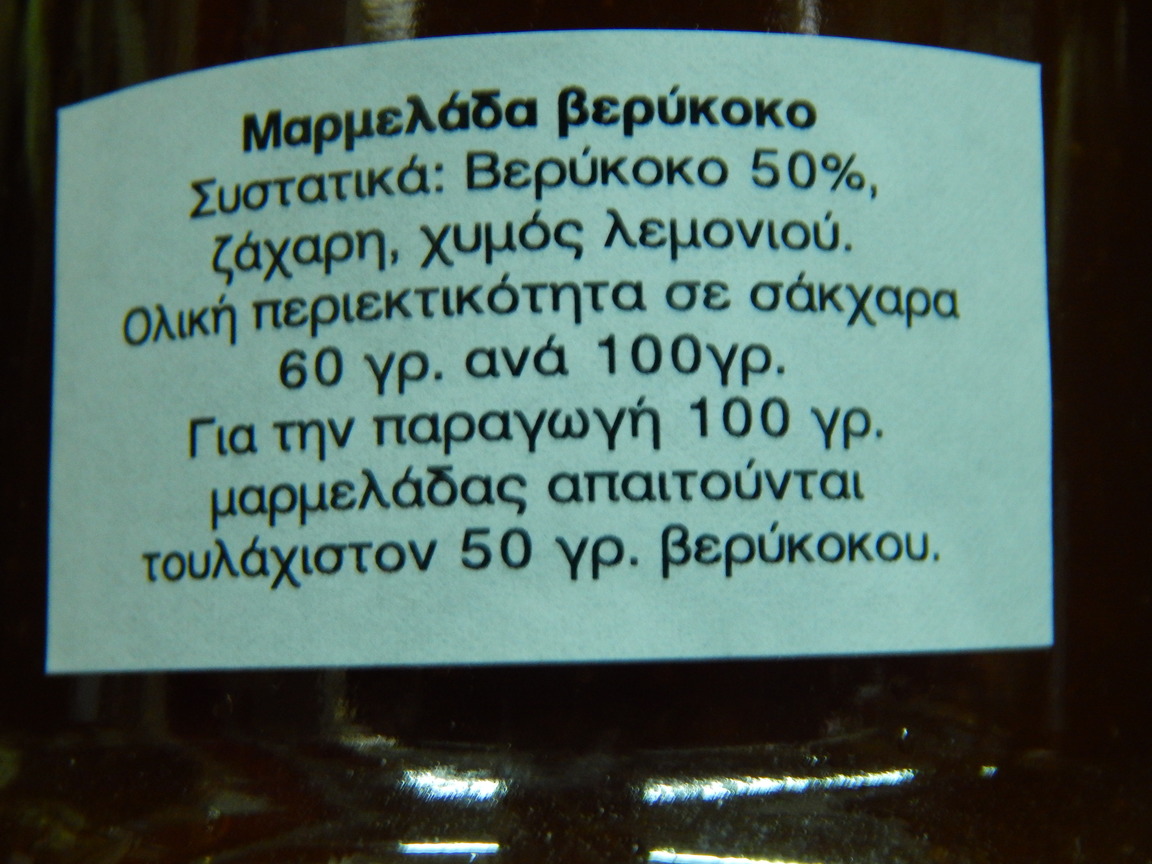 Μαρμελάδα βερύκοκο
Συστατικά: Βερύκοκο 50%,
ζάχαρη, χυμός λεμονιού.
Ολική περιεκτικότητα σε σάκχαρα
60 γρ. ανά 100γρ.
Για την παραγωγή 100 γρ.
μαρμελάδας απαιτούνται
τουλάχιστον 50 γρ. βερύκοκου.